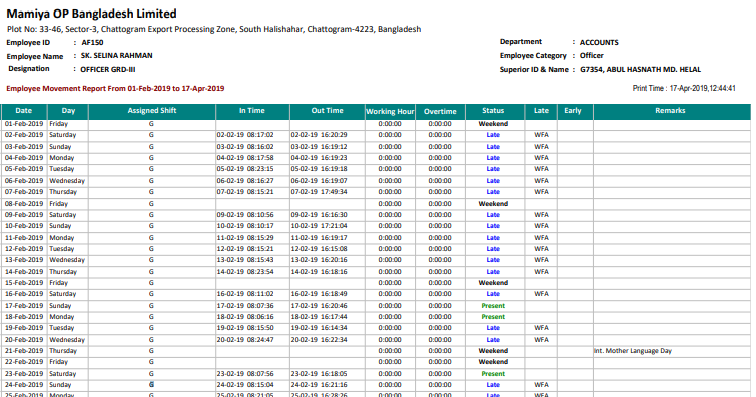 Mamiya OP Bangladesh Limited
Plot No: 33-46, Sector-3, Chattogram Export Processing Zone, South Halishahar, Chattogram-4223, Bangladesh
Employee ID : AF150 Department : ACCOUNTS
Employee Name : SK. SELINA RAHMAN Employee Category : Officer
Designation : OFFICER GRD-III Superior ID & Name : G7354, ABUL HASNATH MD. HELAL
Employee Movement Report From 01-Feb-2019 to 17-Apr-2019 Print Time : 17-Apr-2019,12:44:41
Date Day Assigned Shift In Time Out Time Working Hour Overtime Status Late Early Remarks
01-Feb-2019 Friday G 0:00:00 0:00:00 Weekend
02-Feb-2019 Saturday G 02-02-19 08:17:02 02-02-19 16:20:29 0:00:00 0:00:00 Late WFA
03-Feb-2019 Sunday G 03-02-19 08:16:02 03-02-19 16:19:12 0:00:00 0:00:00 Late WFA
04-Feb-2019 Monday G 04-02-19 08:17:58 04-02-19 16:19:23 0:00:00 0:00:00 Late WFA
05-Feb-2019 Tuesday G 05-02-19 08:23:15 05-02-19 16:19:18 0:00:00 0:00:00 Late WFA
06-Feb-2019 Wednesday G 06-02-19 08:16:27 06-02-19 16:19:07 0:00:00 0:00:00 Late WFA
07-Feb-2019 Thursday G 07-02-19 08:15:21 07-02-19 17:49:34 0:00:00 0:00:00 Late WFA
08-Feb-2019 Friday G 0:00:00 0:00:00 Weekend
09-Feb-2019 Saturday G 09-02-19 08:10:56 09-02-19 16:16:30 0:00:00 0:00:00 Late WFA
10-Feb-2019 Sunday G 10-02-19 08:10:17 10-02-19 17:21:04 0:00:00 0:00:00 Late WFA
11-Feb-2019 Monday G 11-02-19 08:15:29 11-02-19 16:19:17 0:00:00 0:00:00 Late WFA
12-Feb-2019 Tuesday G 12-02-19 08:15:21 12-02-19 16:15:08 0:00:00 0:00:00 Late WFA
13-Feb-2019 Wednesday G 13-02-19 08:15:43 13-02-19 16:20:16 0:00:00 0:00:00 Late WFA
14-Feb-2019 Thursday G 14-02-19 08:23:54 14-02-19 16:18:16 0:00:00 0:00:00 Late WFA
15-Feb-2019 Friday G 0:00:00 0:00:00 Weekend
16-Feb-2019 Saturday G 16-02-19 08:11:02 16-02-19 16:18:49 0:00:00 0:00:00 Late WFA
17-Feb-2019 Sunday G 17-02-19 08:07:36 17-02-19 16:20:46 0:00:00 0:00:00 Present
18-Feb-2019 Monday G 18-02-19 08:06:16 18-02-19 16:17:44 0:00:00 0:00:00 Present
19-Feb-2019 Tuesday G 19-02-19 08:15:50 19-02-19 16:14:34 0:00:00 0:00:00 Late WFA
20-Feb-2019 Wednesday G 20-02-19 08:24:47 20-02-19 16:22:34 0:00:00 0:00:00 Late WFA
21-Feb-2019 Thursday G 0:00:00 0:00:00 Weekend Int. Mother Language Day
22-Feb-2019 Friday G 0:00:00 0:00:00 Weekend
23-Feb-2019 Saturday G 23-02-19 08:07:56 23-02-19 16:18:05 0:00:00 0:00:00 Present
24-Feb-2019 Sunday G 24-02-19 08:15:04 24-02-19 16:21:16 0:00:00 0:00:00 Late WFA
25-Feb-2019 Monday G 25-02-19 08:21:05 25-02-19 16:28:26 0:00:00 0:00:00 Late WFA